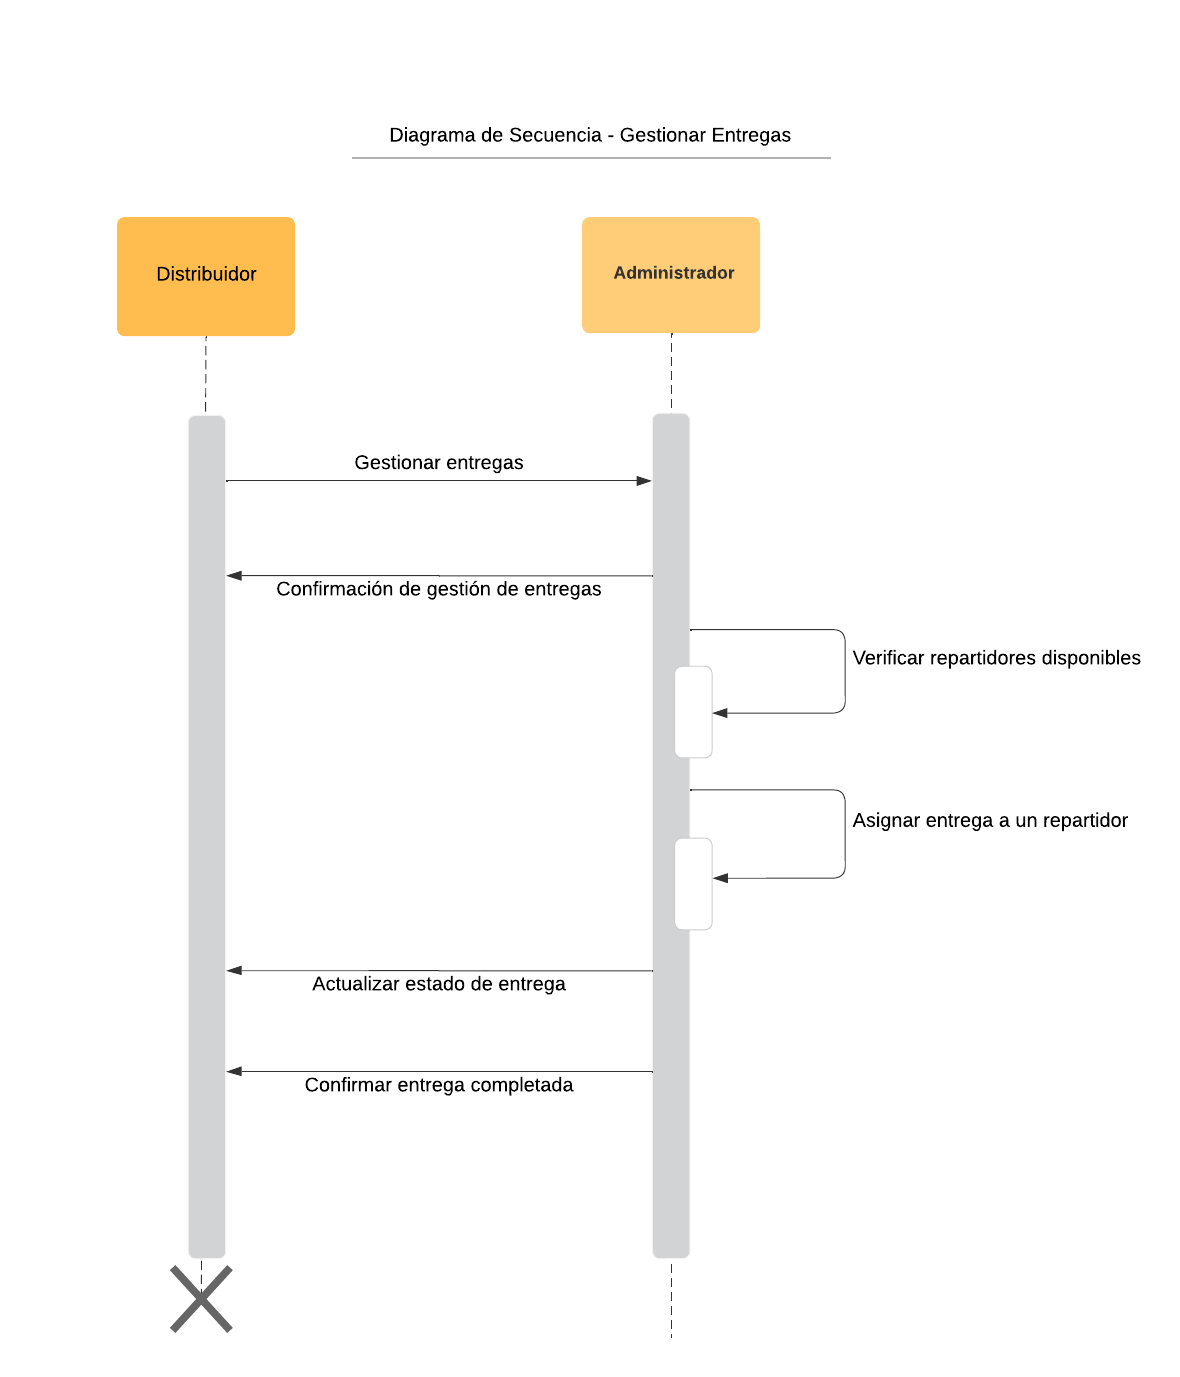 Diagrama de Secuencia - Gestionar Entregas
Distribuidor
Administrador
Gestionar entregas
Confirmación de gestión de entregas
Verificar repartidores disponibles
Asignar entrega a un repartidor
Actualizar estado de entrega
Confirmar entrega completada